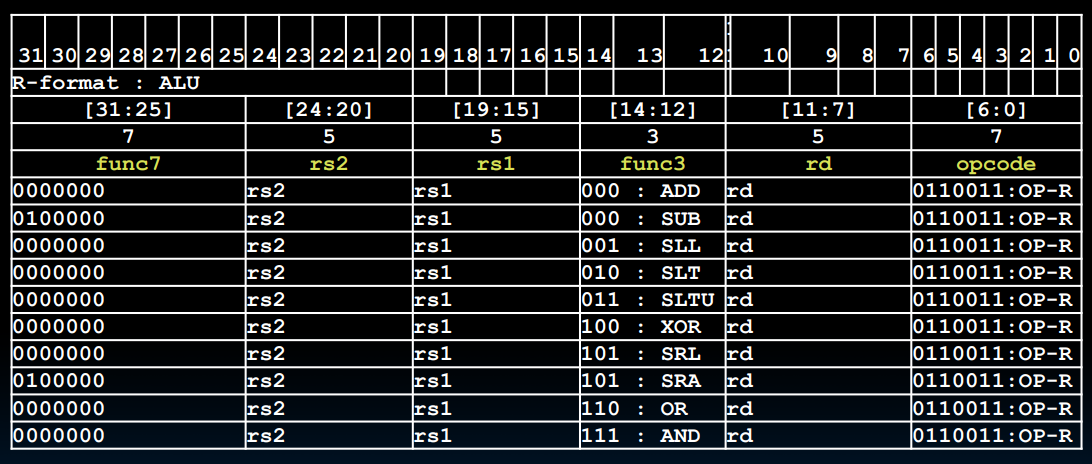 31 30 29 28 27 26 25 24 23 22 21 20 19 18 17 16 15 14 13 12 10 9 8 7 6 5 4 3 2 1 0
R-format : ALU
[31:25] [24:20] [19:15] [14:12] [11:7] [6:0]
7 5 5 3 5 7
func7 rs2 rs1 func3 rd opcode
0000000 rs2 rs1 000 : ADD rd 0110011:OP-R
0100000 rs2 rs1 000 : SUB rd 0110011:OP-R
0000000 rs2 rs1 001 : SLL rd 0110011:OP-R
0000000 rs2 rs1 010 : SLT rd 0110011:OP-R
0000000 rs2 rs1 011 : SLTU rd 0110011:OP-R
0000000 rs2 rs1 100 : XOR rd 0110011:OP-R
0000000 rs2 rs1 101 : SRL rd 0110011:OP-R
0100000 rs2 rs1 101 : SRA rd 0110011:OP-R
0000000 rs2 rs1 110 : OR rd 0110011:OP-R
0000000 rs2 rs1 111 : AND rd 0110011:OP-R